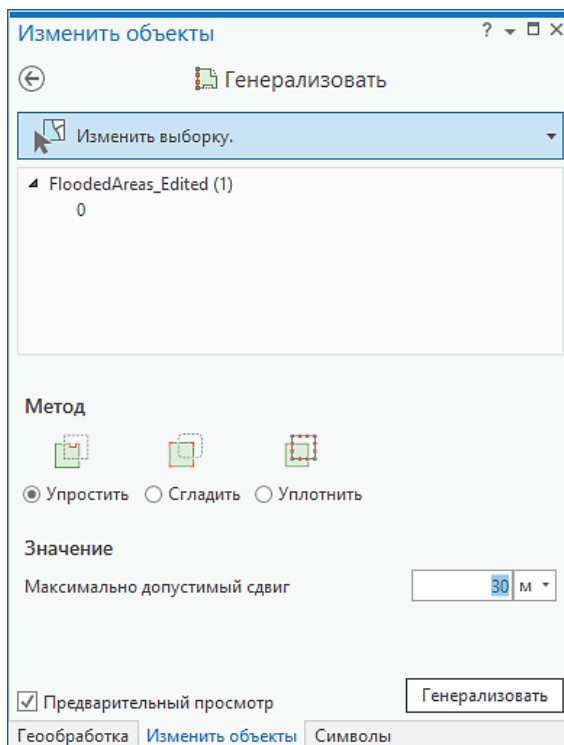 Изменить объекты ?
Генерализовать
Изменить выборку.
FloodedAreas_Edited (1)
0
Метод
Упростить Сгладить Уплотнить
Значение
Максимально допустимый сдвиг 30 м
Предварительный просмотр Генерализовать
Геообработка Изменить объекты Символы